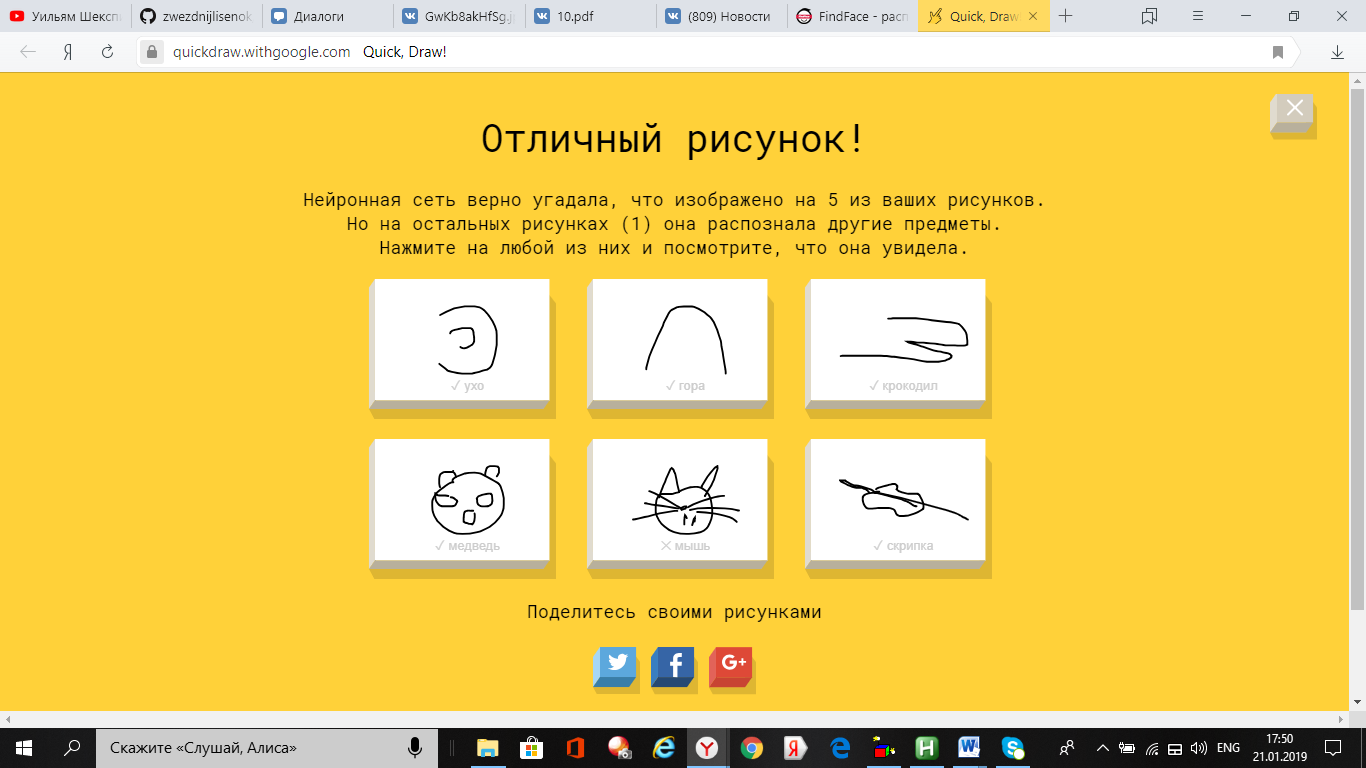 Уильям Шексп
zwezdnijlisenok
Диалоги
GwKG8akHfSg.j
10.pdf
(809) Новости
FindFace - расп
Quick, Draw
quickdraw.withgoogle.com Quick, Draw!
Отличный рисунок!
Нейронная сеть верно угадала, что изображено на 5 из ваших рисунков.
Но на остальных рисунках (1) она распознала другие предметы.
Нажмите на любой из них и посмотрите, что она увидела.
✓ ухо
✓ гора
✓ крокодил
✓ медведь
✕ мышь
✓ скрипка
Поделитесь своими рисунками
Скажите «Слушай, Алиса»
ENG
17:50
21.01.2019